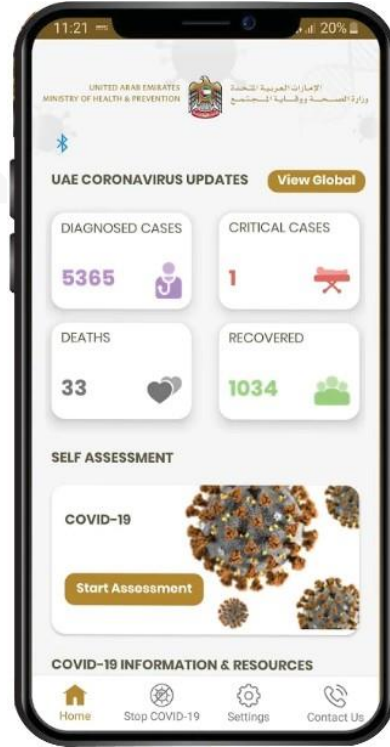 11:21
20%
UNITED ARAB EMIRATES
MINISTRY OF HEALTH & PREVENTION
الإمارات العربية المتحدة
وزارة الصحة ووقاية المجتمع
UAE CORONAVIRUS UPDATES
View Global
DIAGNOSED CASES
5365
CRITICAL CASES
1
DEATHS
33
RECOVERED
1034
SELF ASSESSMENT
COVID-19
Start Assessment
COVID-19 INFORMATION & RESOURCES
Home
Stop COVID-19
Settings
Contact Us